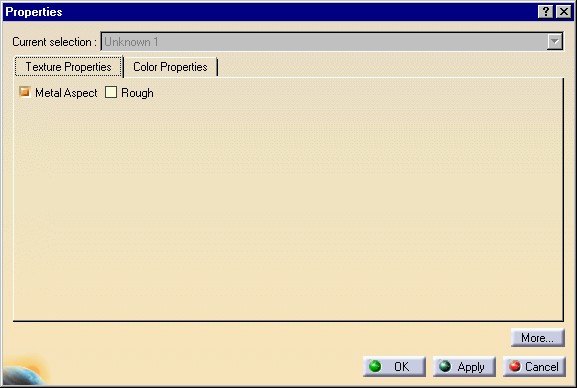 Properties
Current selection : Unknown 1
Texture Properties Color Properties
Metal Aspect Rough
More...
OK Apply Cancel